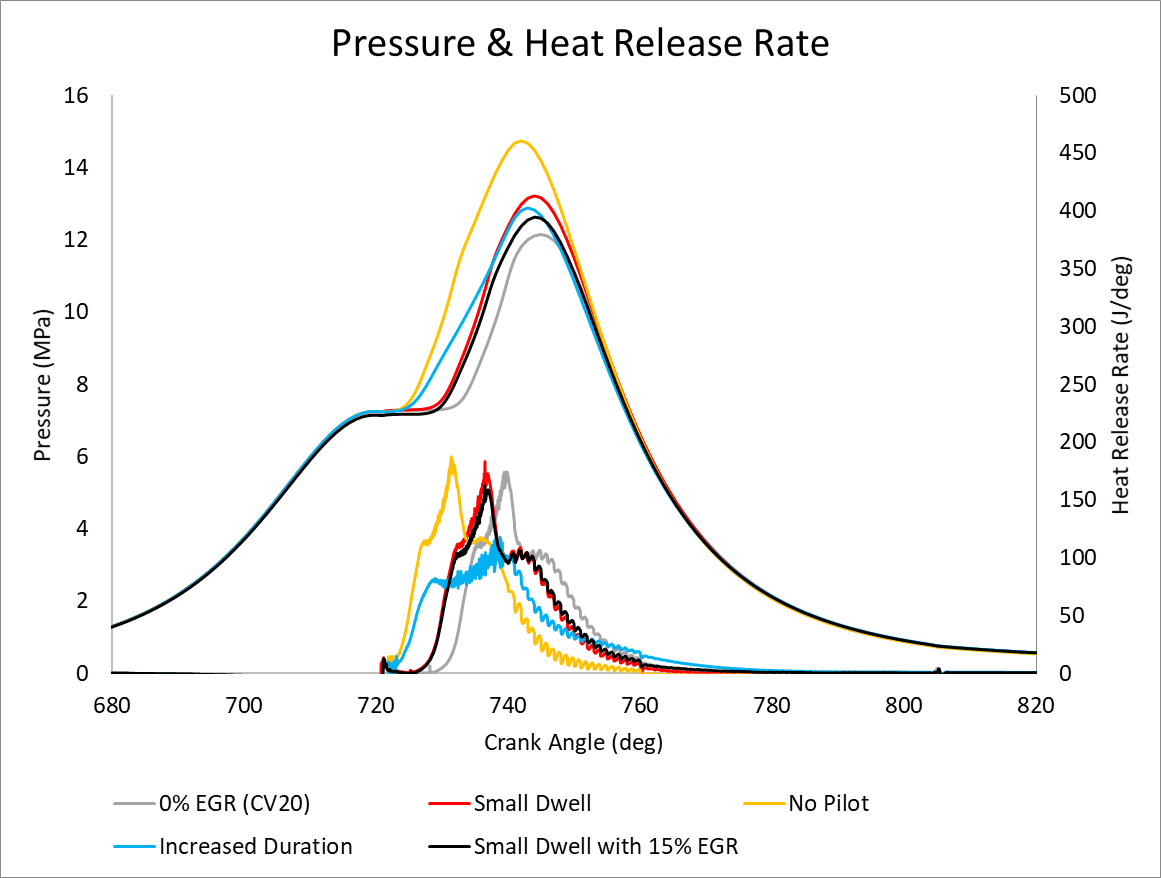 Pressure & Heat Release Rate
16
14
12
10
8
6
4
2
0
Pressure (MPa)
500
450
400
350
300
250
200
150
100
50
0
Heat Release Rate (J/deg)
680 700 720 740 760 780 800 820
Crank Angle (deg)
0% EGR (CV20) Small Dwell No Pilot
Increased Duration Small Dwell with 15% EGR